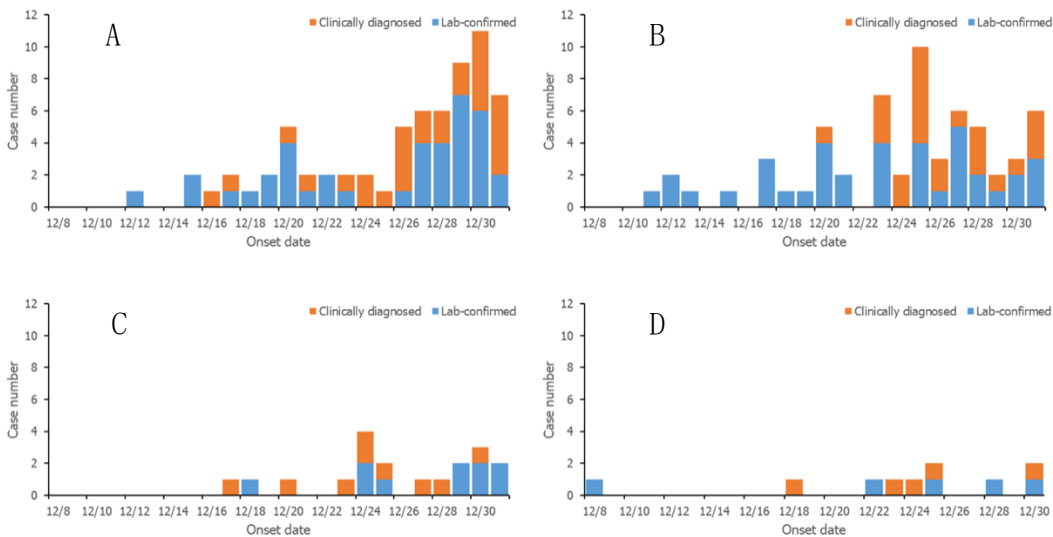 12
10
8
6
4
2
0
Case number
A
Clinically diagnosed Lab-confirmed
12/8 12/10 12/12 12/14 12/16 12/18 12/20 12/22 12/24 12/26 12/28 12/30
Onset date
12
10
8
6
4
2
0
Case number
B
Clinically diagnosed Lab-confirmed
12/8 12/10 12/12 12/14 12/16 12/18 12/20 12/22 12/24 12/26 12/28 12/30
Onset date
12
10
8
6
4
2
0
Case number
C
Clinically diagnosed Lab-confirmed
12/8 12/10 12/12 12/14 12/16 12/18 12/20 12/22 12/24 12/26 12/28 12/30
Onset date
12
10
8
6
4
2
0
Case number
D
Clinically diagnosed Lab-confirmed
12/8 12/10 12/12 12/14 12/16 12/18 12/20 12/22 12/24 12/26 12/28 12/30
Onset date